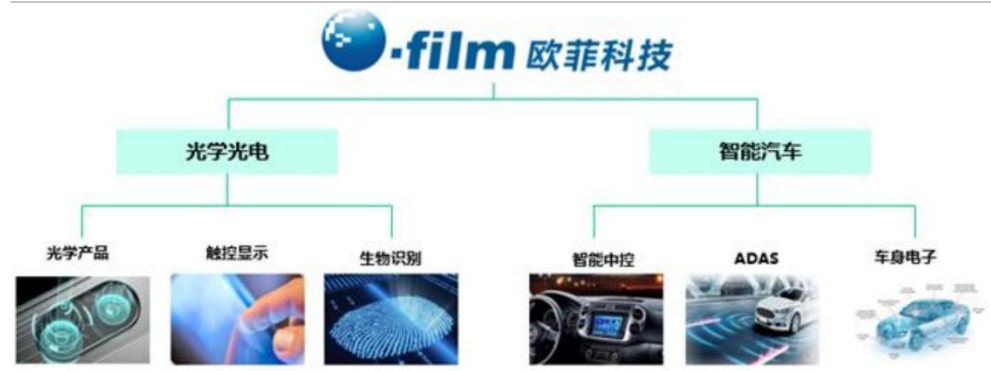 o·film 欧菲科技
光学光电
智能汽车
光学产品
触控显示
生物识别
智能中控
ADAS
车身电子